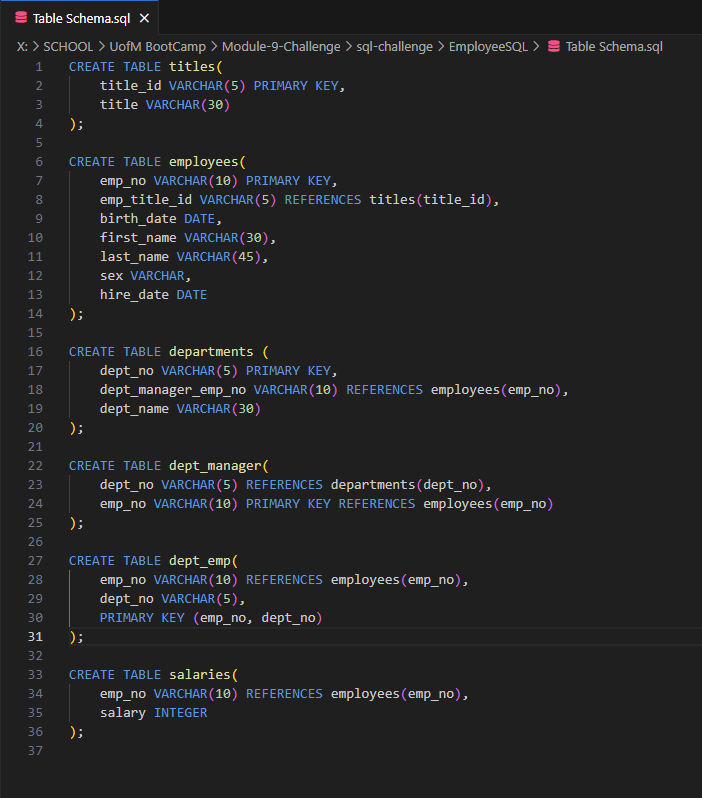 Table Schema.sql ×
X: > SCHOOL > UofM BootCamp > Module-9-Challenge > sql-challenge > EmployeeSQL > Table Schema.sql
1 CREATE TABLE titles(
2 title_id VARCHAR(5) PRIMARY KEY,
3 title VARCHAR(30)
4 );
5
6 CREATE TABLE employees(
7 emp_no VARCHAR(10) PRIMARY KEY,
8 emp_title_id VARCHAR(5) REFERENCES titles(title_id),
9 birth_date DATE,
10 first_name VARCHAR(30),
11 last_name VARCHAR(45),
12 sex VARCHAR,
13 hire_date DATE
14 );
15
16 CREATE TABLE departments (
17 dept_no VARCHAR(5) PRIMARY KEY,
18 dept_manager_emp_no VARCHAR(10) REFERENCES employees(emp_no),
19 dept_name VARCHAR(30)
20 );
21
22 CREATE TABLE dept_manager(
23 dept_no VARCHAR(5) REFERENCES departments(dept_no),
24 emp_no VARCHAR(10) PRIMARY KEY REFERENCES employees(emp_no)
25 );
26
27 CREATE TABLE dept_emp(
28 emp_no VARCHAR(10) REFERENCES employees(emp_no),
29 dept_no VARCHAR(5),
30 PRIMARY KEY (emp_no, dept_no)
31 );
32
33 CREATE TABLE salaries(
34 emp_no VARCHAR(10) REFERENCES employees(emp_no),
35 salary INTEGER
36 );
37